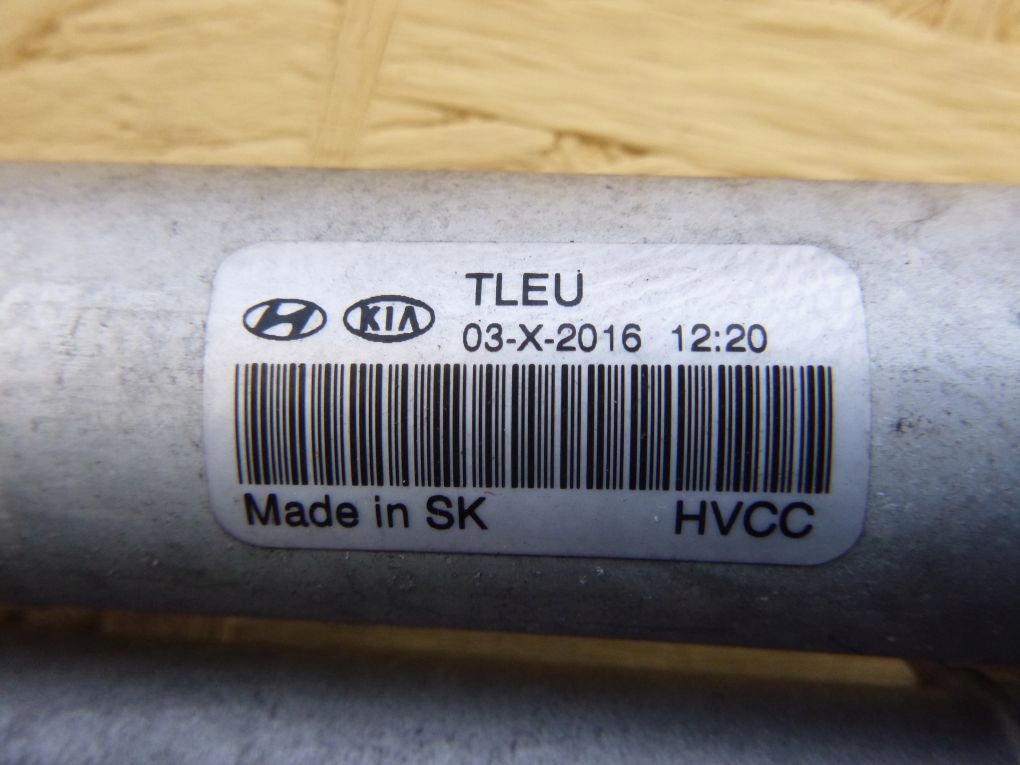 TLEU
KIA 03-X-2016 12:20
Made in SK HVCC